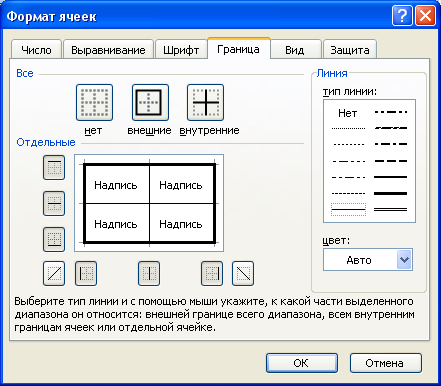 Формат ячеек
Число Выравнивание Шрифт Граница Вид Защита
Все
нет внешние внутренние
Отдельные
Надпись Надпись
Надпись Надпись
Линия
тип линии:
Нет
цвет:
Авто
Выберите тип линии и с помощью мыши укажите, к какой части выделенного
диапазона он относится: внешней границе всего диапазона, всем внутренним
границам ячеек или отдельной ячейке.
OK Отмена